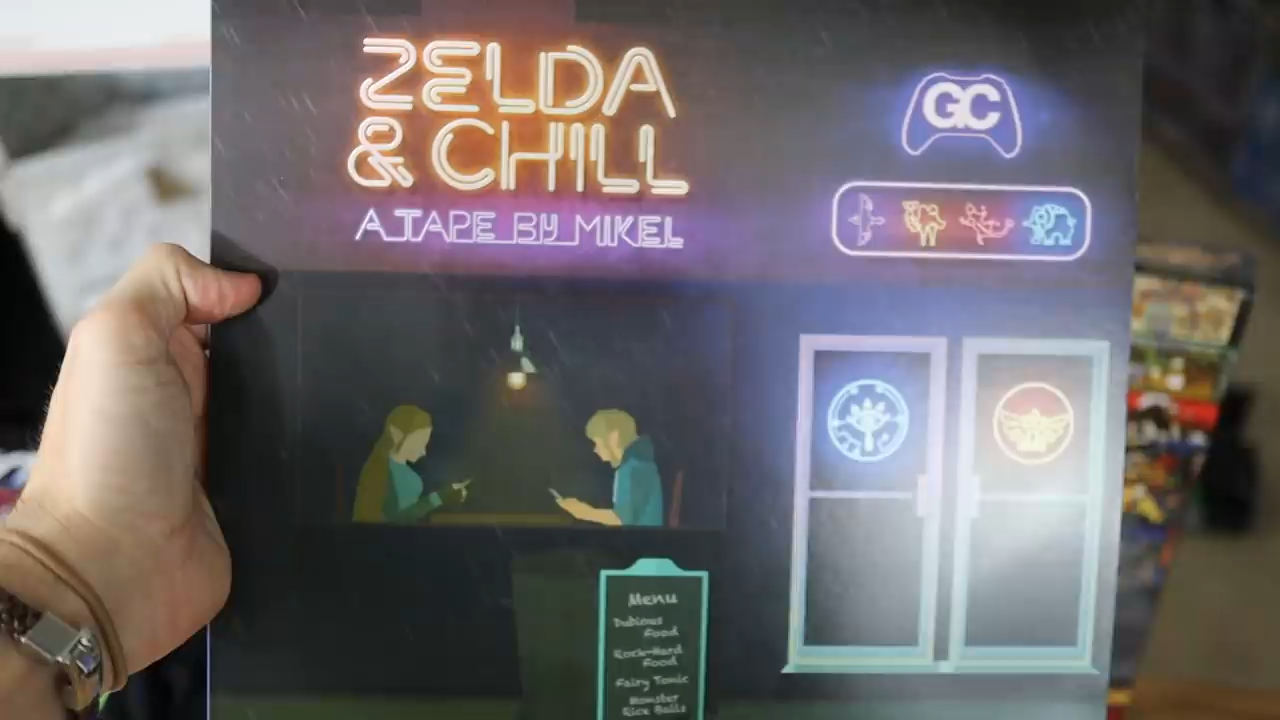 ZELDA
& CHILL
A TAPE BY MIKEL
GC
Menu
Dubious
Food
Rock-Hard
Food
Fairy Tonic
Monster
Rice Balls